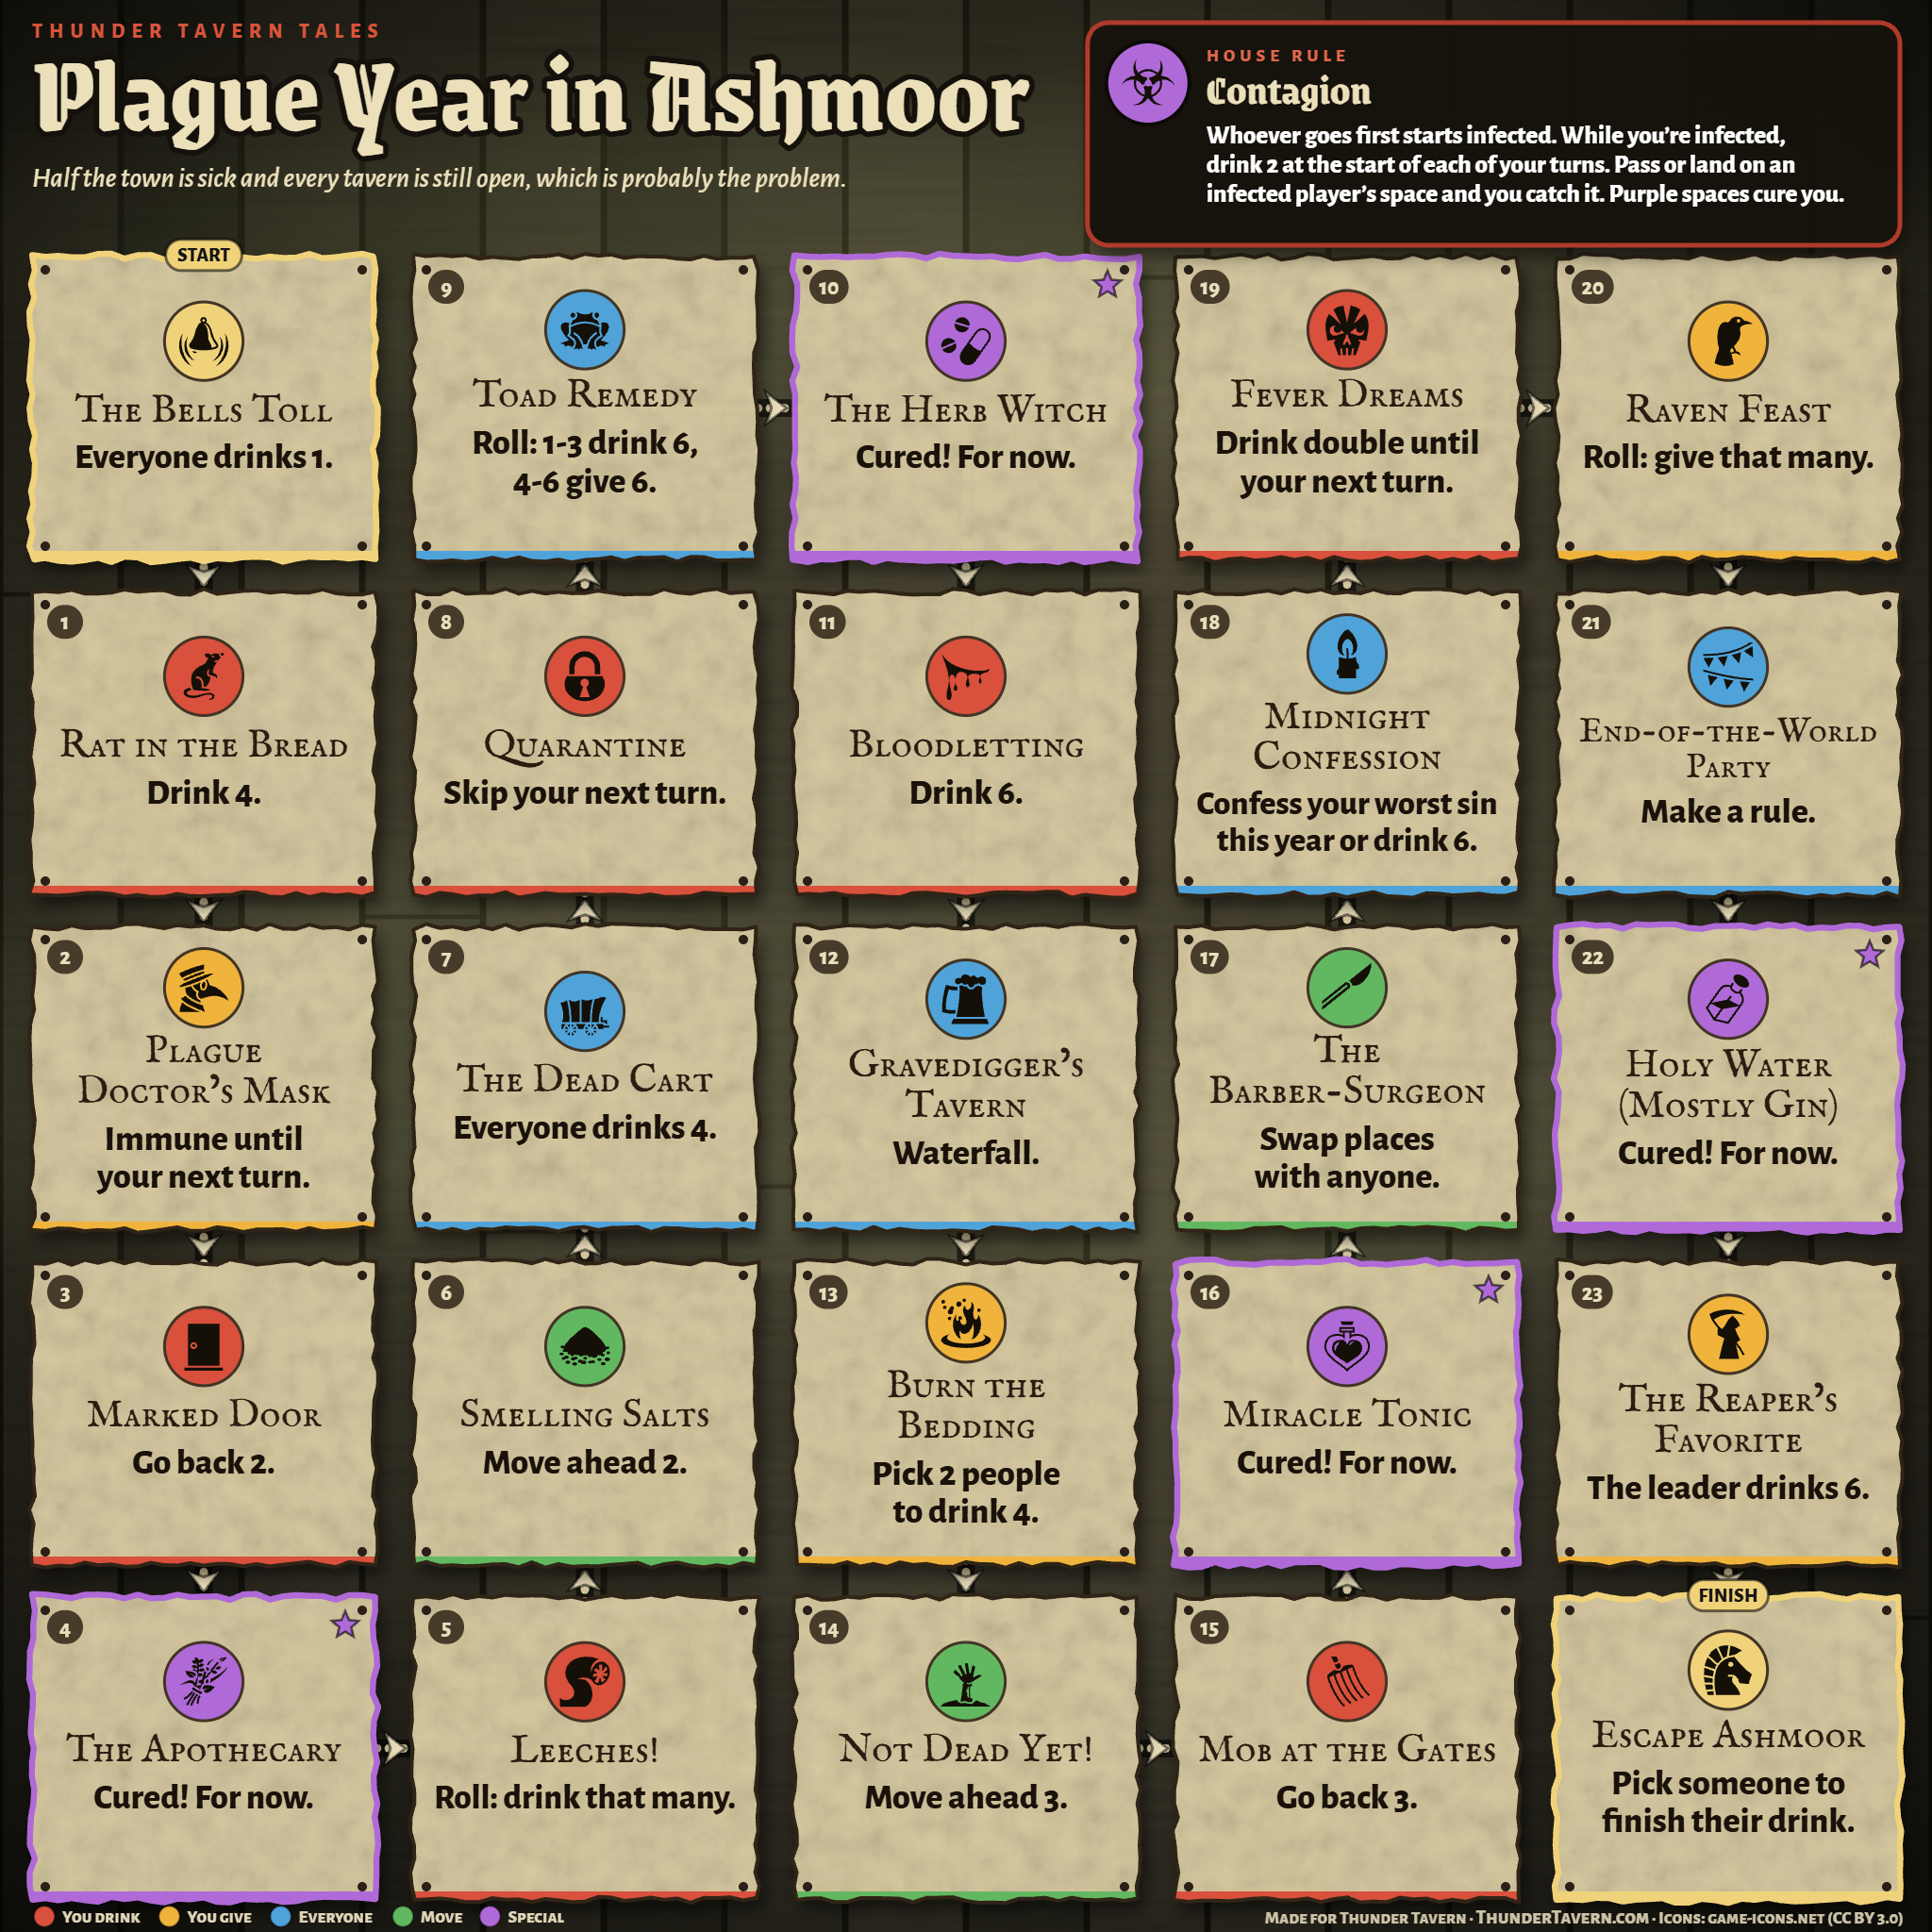 THUNDER TAVERN TALES
Plague Year in Ashmoor
Half the town is sick and every tavern is still open, which is probably the problem.
HOUSE RULE
Contagion
Whoever goes first starts infected. While you're infected,
drink 2 at the start of each of your turns. Pass or land on an
infected player's space and you catch it. Purple spaces cure you.
START
The Bells Toll
Everyone drinks 1.
9
Toad Remedy
Roll: 1-3 drink 6,
4-6 give 6.
10
The Herb Witch
Cured! For now.
19
Fever Dreams
Drink double until
your next turn.
20
Raven Feast
Roll: give that many.
1
Rat in the Bread
Drink 4.
8
Quarantine
Skip your next turn.
11
Bloodletting
Drink 6.
18
Midnight
Confession
Confess your worst sin
this year or drink 6.
21
End-of-the-World
Party
Make a rule.
2
Plague
Doctor's Mask
Immune until
your next turn.
7
The Dead Cart
Everyone drinks 4.
12
Gravedigger's
Tavern
Waterfall.
17
The
Barber-Surgeon
Swap places
with anyone.
22
Holy Water
(Mostly Gin)
Cured! For now.
3
Marked Door
Go back 2.
6
Smelling Salts
Move ahead 2.
13
Burn the
Bedding
Pick 2 people
to drink 4.
16
Miracle Tonic
Cured! For now.
23
The Reaper's
Favorite
The leader drinks 6.
4
The Apothecary
Cured! For now.
5
Leeches!
Roll: drink that many.
14
Not Dead Yet!
Move ahead 3.
15
Mob at the Gates
Go back 3.
FINISH
Escape Ashmoor
Pick someone to
finish their drink.
You drink You give Everyone Move Special
Made for Thunder Tavern · ThunderTavern.com · Icons: game-icons.net (CC BY 3.0)